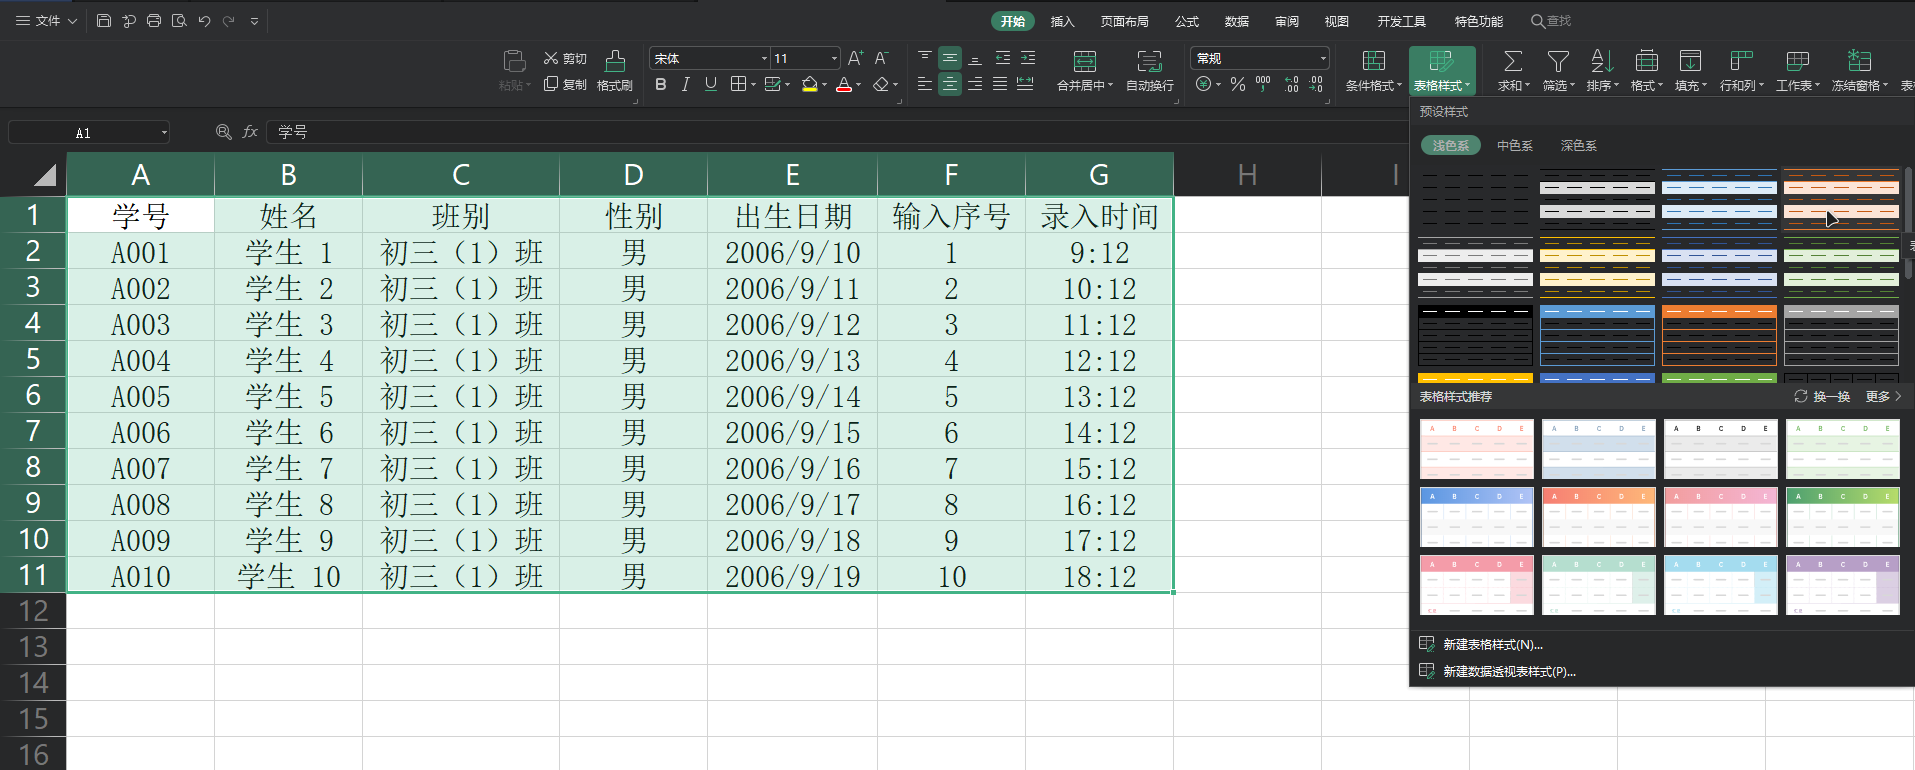 文件 开始 插入 页面布局 公式 数据 审阅 视图 开发工具 特色功能 查找
粘贴 剪切 复制 格式刷 宋体 11 A+ A-
B I U A
合并居中 自动换行 常规 % 000 条件格式 表格样式 求和 筛选 排序 格式 填充 行和列 工作表 冻结窗格
A1 fx 学号
A B C D E F G H I
1 学号 姓名 班别 性别 出生日期 输入序号 录入时间
2 A001 学生 1 初三（1）班 男 2006/9/10 1 9:12
3 A002 学生 2 初三（1）班 男 2006/9/11 2 10:12
4 A003 学生 3 初三（1）班 男 2006/9/12 3 11:12
5 A004 学生 4 初三（1）班 男 2006/9/13 4 12:12
6 A005 学生 5 初三（1）班 男 2006/9/14 5 13:12
7 A006 学生 6 初三（1）班 男 2006/9/15 6 14:12
8 A007 学生 7 初三（1）班 男 2006/9/16 7 15:12
9 A008 学生 8 初三（1）班 男 2006/9/17 8 16:12
10 A009 学生 9 初三（1）班 男 2006/9/18 9 17:12
11 A010 学生 10 初三（1）班 男 2006/9/19 10 18:12
12
13
14
15
16
预设样式
浅色系 中色系 深色系
表格样式推荐 换一换 更多
A B C D E A B C D E A B C D E A B C D E
A B C D E A B C D E A B C D E A B C D E
A B C D E A B C D E A B C D E A B C D E
新建表格样式(N)...
新建数据透视表样式(P)...